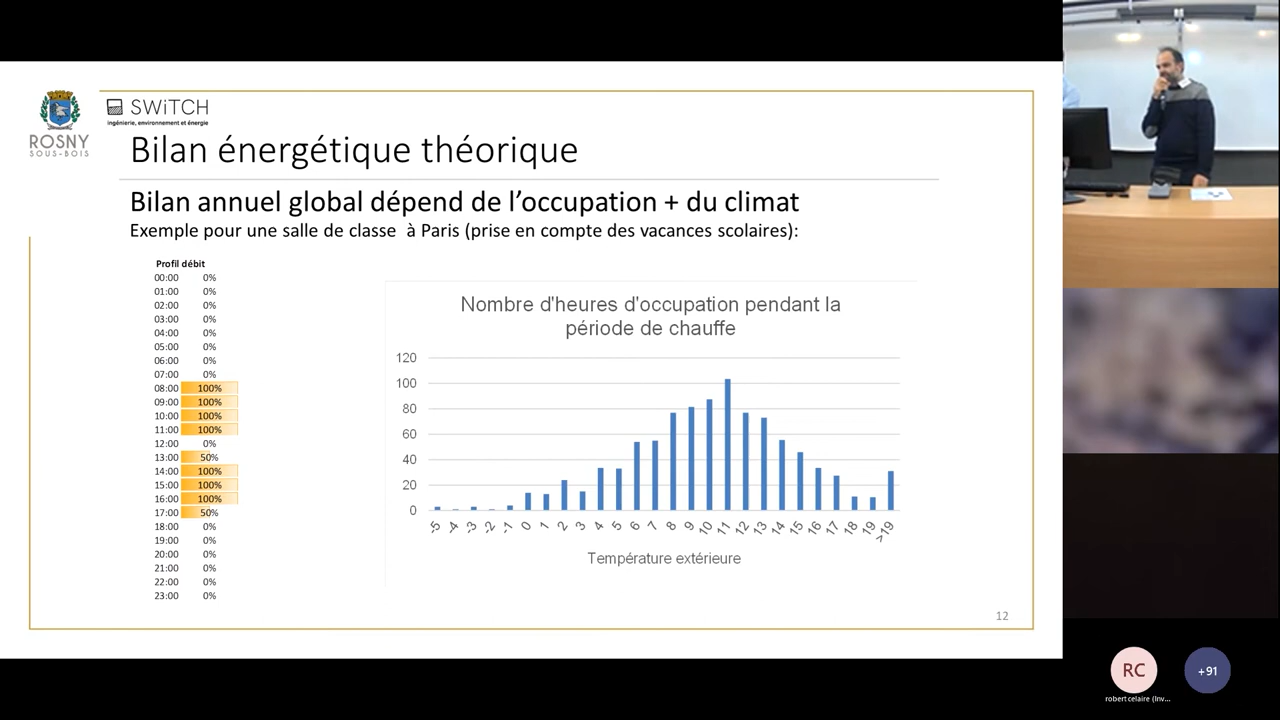 ROSNY
SOUS-BOIS
SWiTCH
ingénierie, environnement et énergie
Bilan énergétique théorique
Bilan annuel global dépend de l'occupation + du climat
Exemple pour une salle de classe à Paris (prise en compte des vacances scolaires):
Profil débit
00:00 0%
01:00 0%
02:00 0%
03:00 0%
04:00 0%
05:00 0%
06:00 0%
07:00 0%
08:00 100%
09:00 100%
10:00 100%
11:00 100%
12:00 0%
13:00 50%
14:00 100%
15:00 100%
16:00 100%
17:00 50%
18:00 0%
19:00 0%
20:00 0%
21:00 0%
22:00 0%
23:00 0%
Nombre d'heures d'occupation pendant la
période de chauffe
120
100
80
60
40
20
0
-5 -4 -3 -2 -1 0 1 2 3 4 5 6 7 8 9 10 11 12 13 14 15 16 17 18 19 >19
Température extérieure
12
RC
+91
robert celaire (Inv...